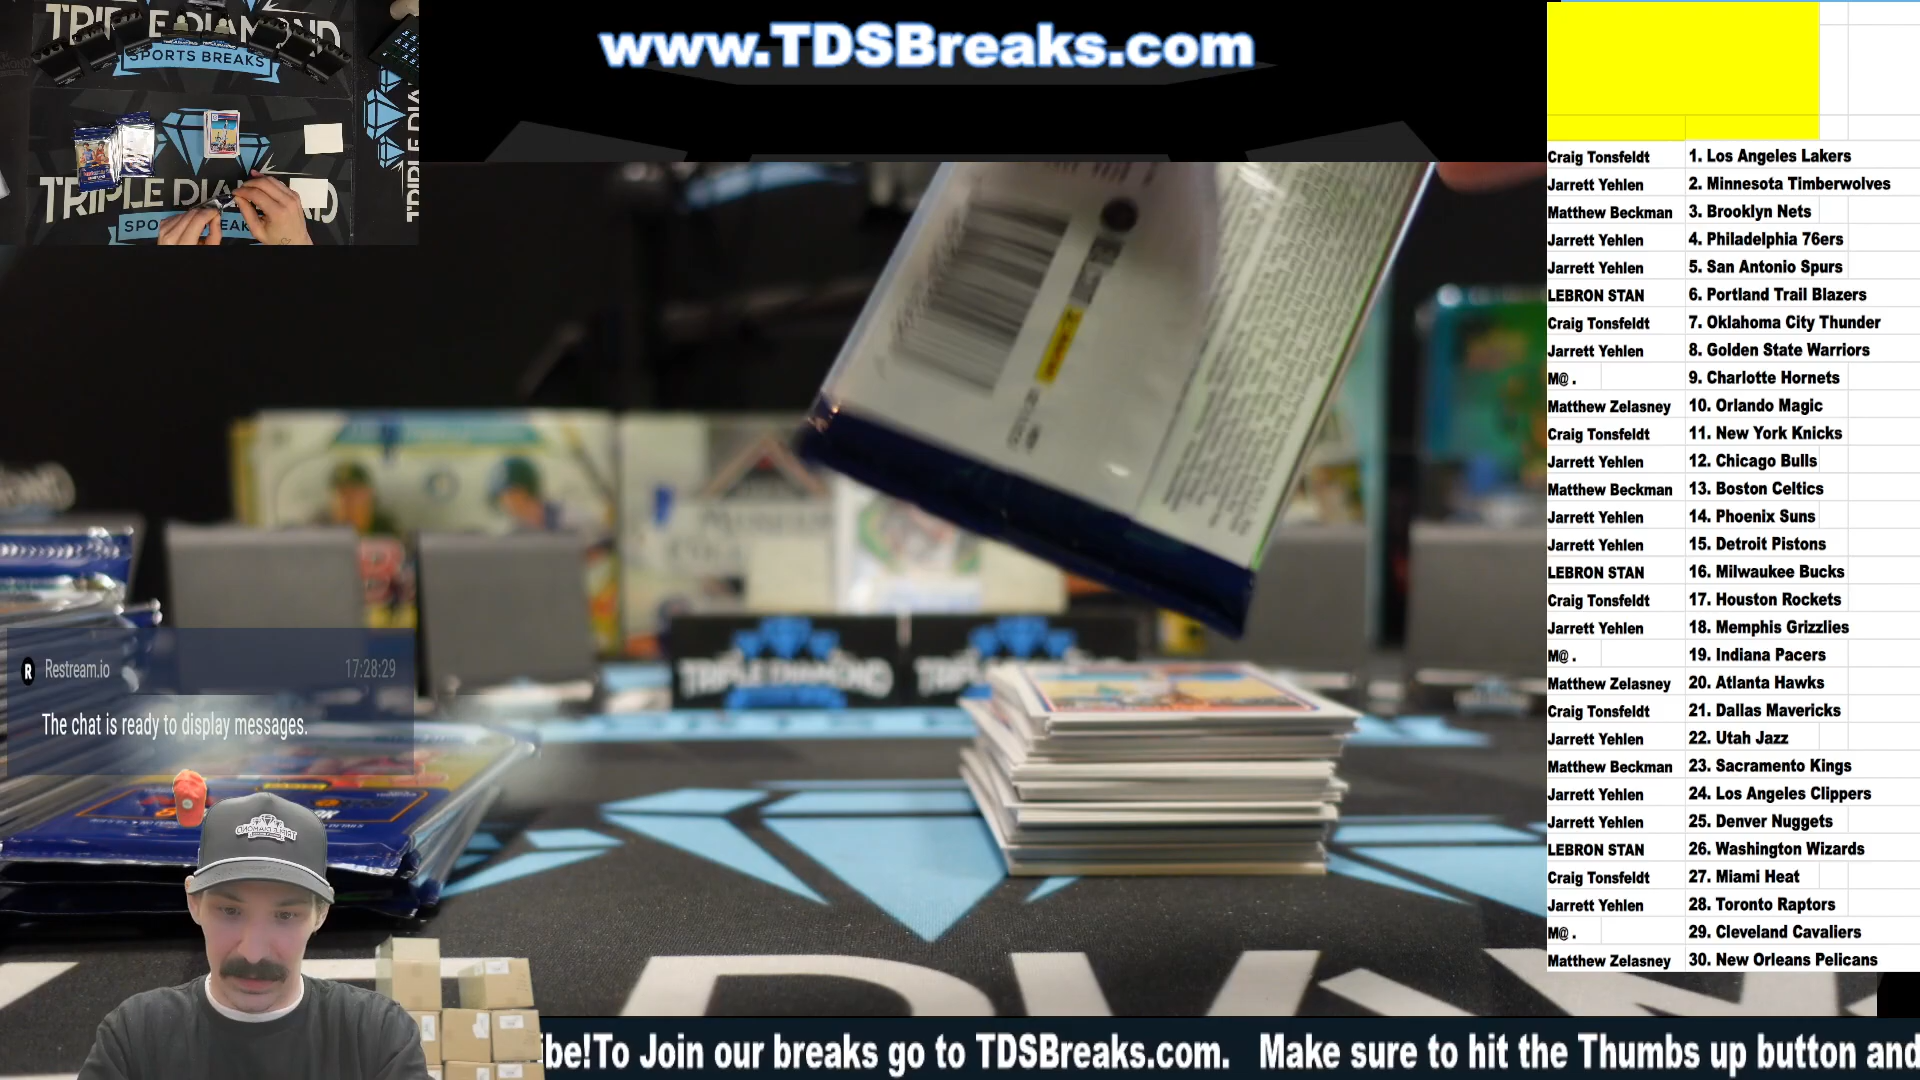 TRIPLE DIAMOND
SPORTS BREAKS
TRIPLE DIAMOND
SPORTS BREAKS
www.TDSBreaks.com
Restream.io
17:28:29
The chat is ready to display messages.
TRIPLE DIAMOND
TRIPLE DIAMOND
Craig Tonsfeldt 1. Los Angeles Lakers
Jarrett Yehlen 2. Minnesota Timberwolves
Matthew Beckman 3. Brooklyn Nets
Jarrett Yehlen 4. Philadelphia 76ers
Jarrett Yehlen 5. San Antonio Spurs
LEBRON STAN 6. Portland Trail Blazers
Craig Tonsfeldt 7. Oklahoma City Thunder
Jarrett Yehlen 8. Golden State Warriors
M@ . 9. Charlotte Hornets
Matthew Zelasney 10. Orlando Magic
Craig Tonsfeldt 11. New York Knicks
Jarrett Yehlen 12. Chicago Bulls
Matthew Beckman 13. Boston Celtics
Jarrett Yehlen 14. Phoenix Suns
Jarrett Yehlen 15. Detroit Pistons
LEBRON STAN 16. Milwaukee Bucks
Craig Tonsfeldt 17. Houston Rockets
Jarrett Yehlen 18. Memphis Grizzlies
M@ . 19. Indiana Pacers
Matthew Zelasney 20. Atlanta Hawks
Craig Tonsfeldt 21. Dallas Mavericks
Jarrett Yehlen 22. Utah Jazz
Matthew Beckman 23. Sacramento Kings
Jarrett Yehlen 24. Los Angeles Clippers
Jarrett Yehlen 25. Denver Nuggets
LEBRON STAN 26. Washington Wizards
Craig Tonsfeldt 27. Miami Heat
Jarrett Yehlen 28. Toronto Raptors
M@ . 29. Cleveland Cavaliers
Matthew Zelasney 30. New Orleans Pelicans
ibe!To Join our breaks go to TDSBreaks.com. Make sure to hit the Thumbs up button and